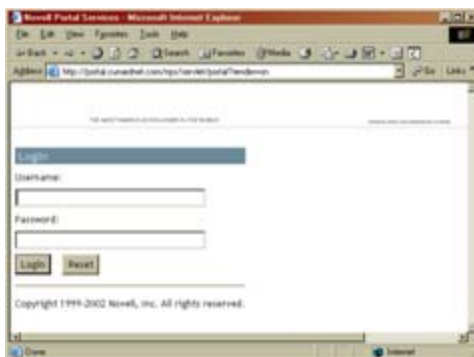 Novell Portal Services - Microsoft Internet Explorer
File Edit View Favorites Tools Help
Back Search Favorites Media
Address Go Links
Login
Username:
Password:
Login Reset
Copyright 1999-2002 Novell, Inc. All rights reserved.
Done Internet